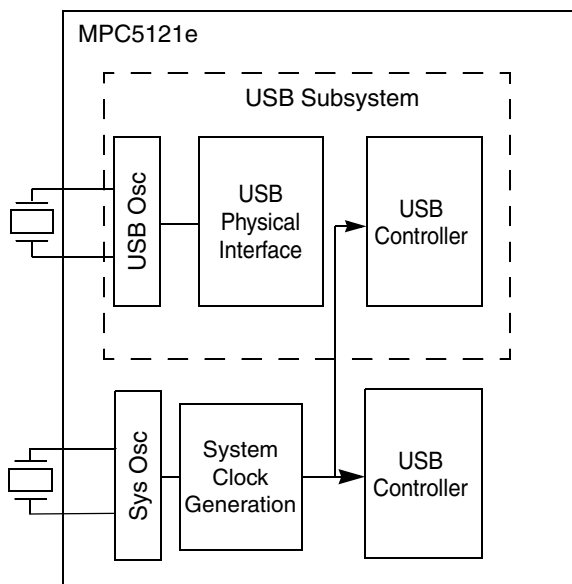 MPC5121e
USB Subsystem
USB Osc
USB
Physical
Interface
USB
Controller
Sys Osc
System
Clock
Generation
USB
Controller